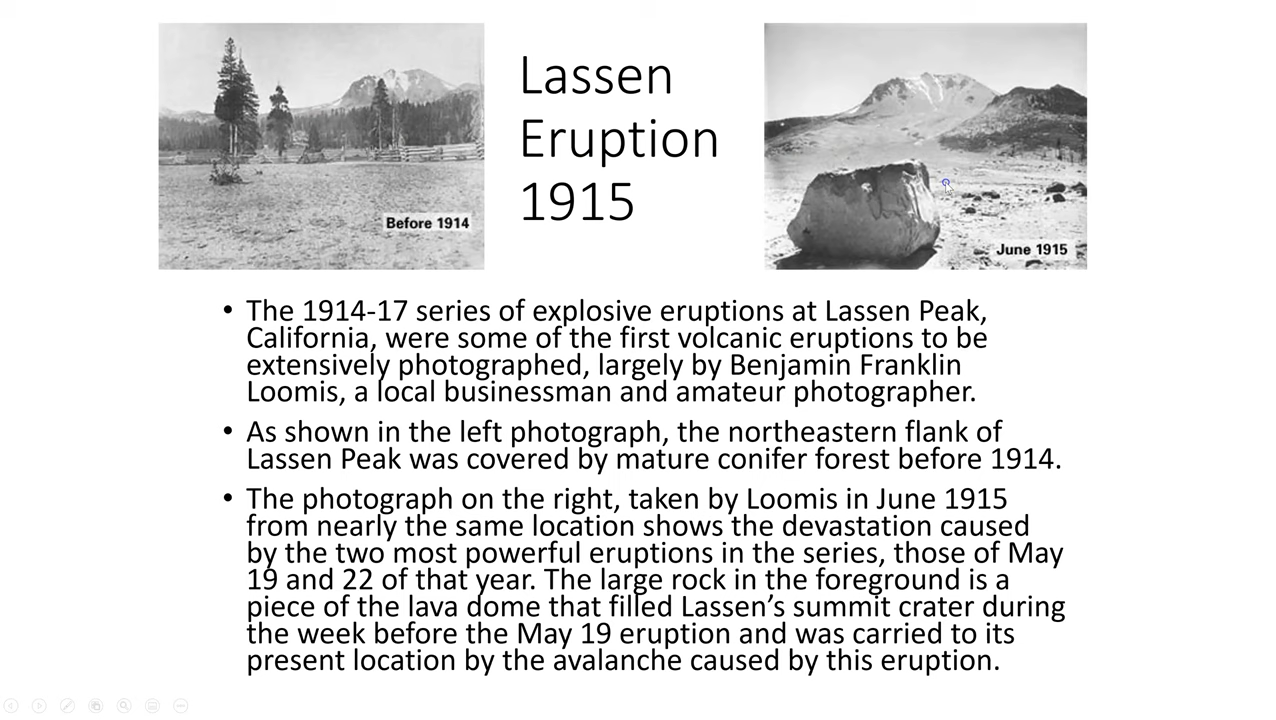 Lassen
Eruption
1915
Before 1914
June 1915
• The 1914-17 series of explosive eruptions at Lassen Peak,
California, were some of the first volcanic eruptions to be
extensively photographed, largely by Benjamin Franklin
Loomis, a local businessman and amateur photographer.
• As shown in the left photograph, the northeastern flank of
Lassen Peak was covered by mature conifer forest before 1914.
• The photograph on the right, taken by Loomis in June 1915
from nearly the same location shows the devastation caused
by the two most powerful eruptions in the series, those of May
19 and 22 of that year. The large rock in the foreground is a
piece of the lava dome that filled Lassen’s summit crater during
the week before the May 19 eruption and was carried to its
present location by the avalanche caused by this eruption.